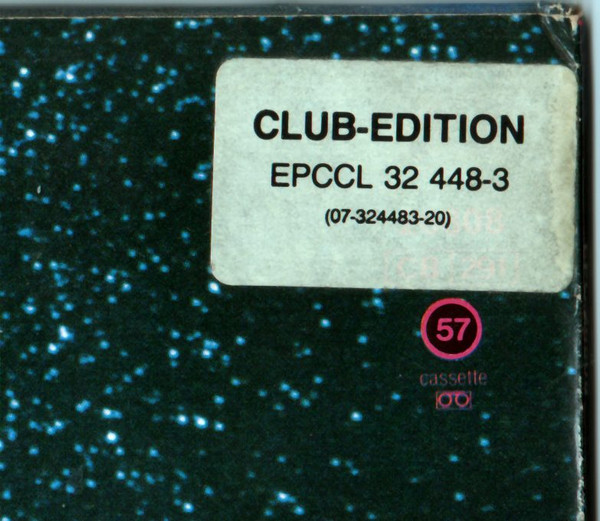 CLUB-EDITION
EPCCL 32 448-3
(07-324483-20)
57
cassette